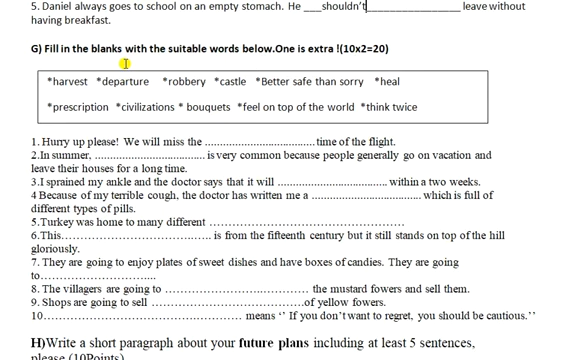 5. Daniel always goes to school on an empty stomach. He ___shouldn't____________________ leave without
having breakfast.
G) Fill in the blanks with the suitable words below.One is extra !(10x2=20)
*harvest *departure *robbery *castle *Better safe than sorry *heal
*prescription *civilizations * bouquets *feel on top of the world *think twice
1. Hurry up please! We will miss the ..................................time of the flight.
2.In summer, .................................. is very common because people generally go on vacation and
leave their houses for a long time.
3.I sprained my ankle and the doctor says that it will .................................. within a two weeks.
4 Because of my terrible cough, the doctor has written me a .................................. which is full of
different types of pills.
5.Turkey was home to many different ......................................................
6.This............................................. is from the fifteenth century but it still stands on top of the hill
gloriously.
7. They are going to enjoy plates of sweet dishes and have boxes of candies. They are going
to..................................
8. The villagers are going to ........................................ the mustard fowers and sell them.
9. Shops are going to sell ..........................................of yellow fowers.
10....................................................... means ‘’ If you don’t want to regret, you should be cautious.’’
H)Write a short paragraph about your future plans including at least 5 sentences,
please (10Points)